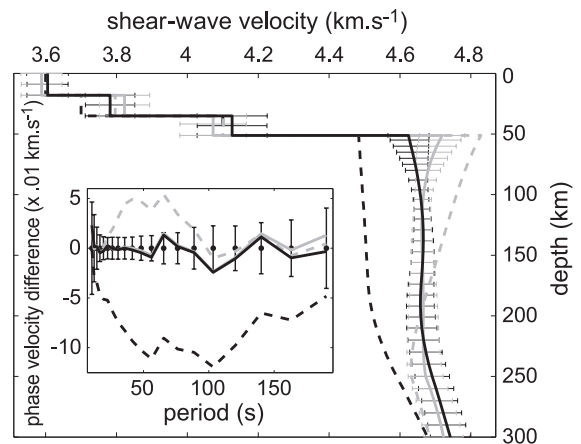 shear-wave velocity (km.s-1)
3.6 3.8 4 4.2 4.4 4.6 4.8
0
50
100
150
200
250
300
depth (km)
phase velocity difference (x .01 km.s-1)
5
0
-5
-10
50 100 150
period (s)